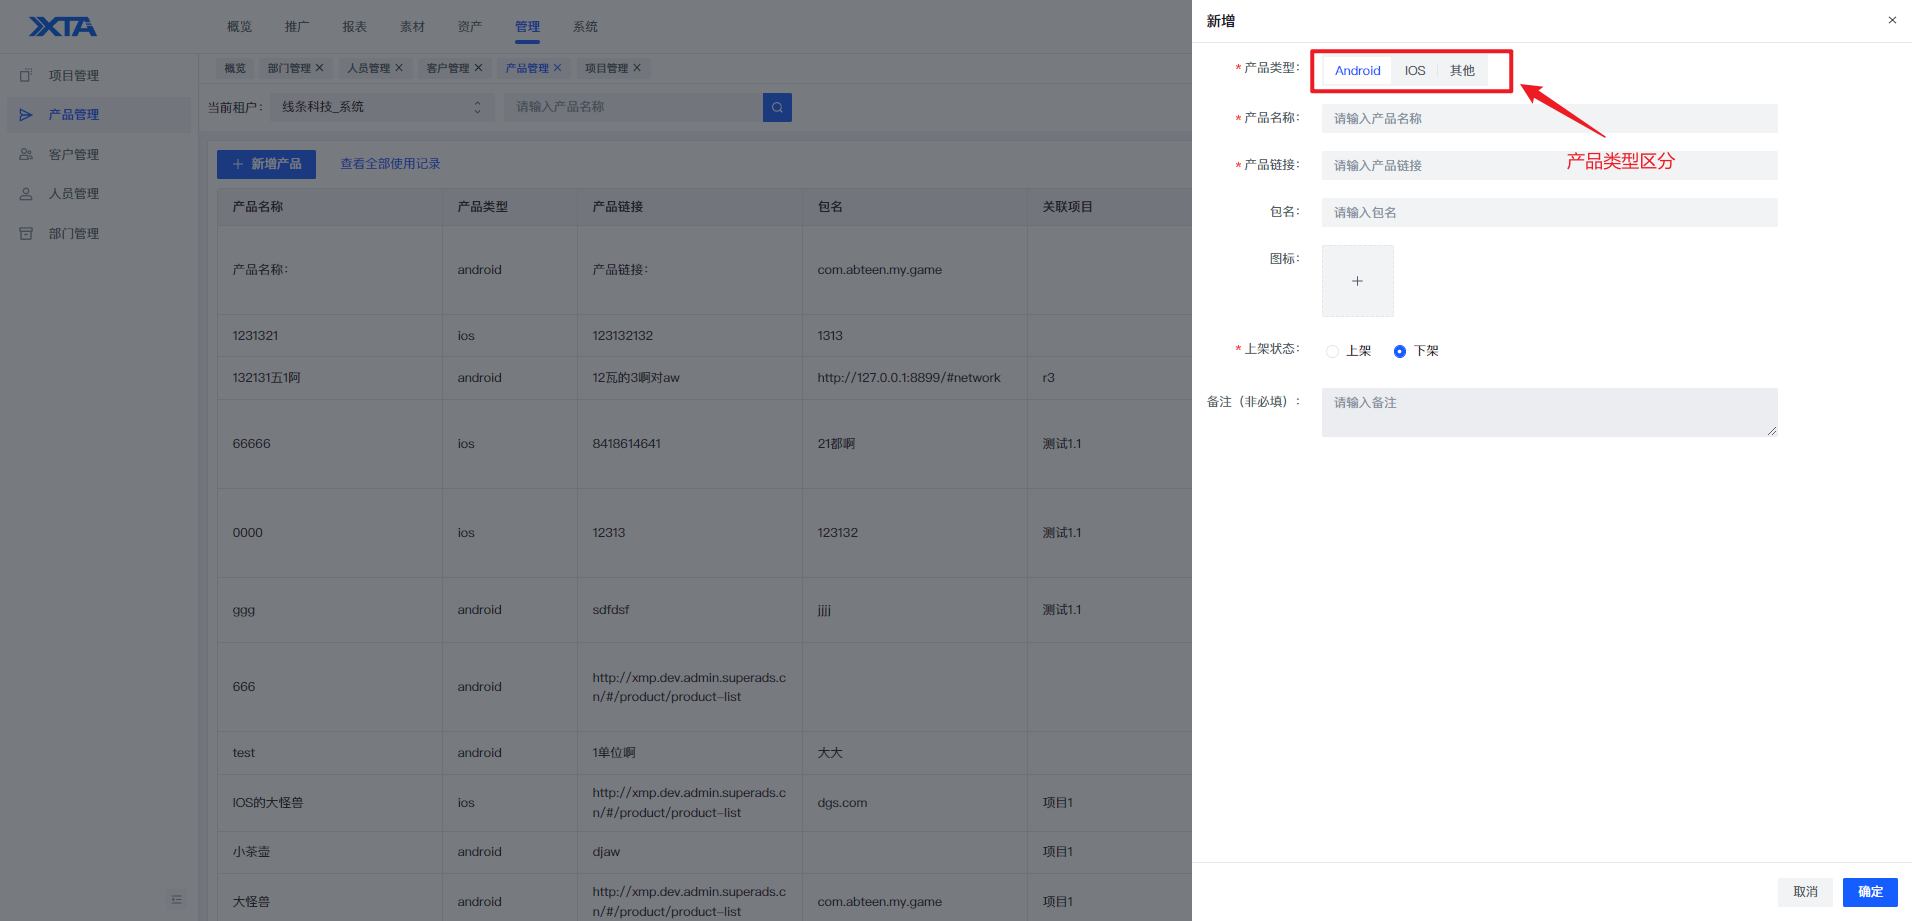 XTA
概览 推广 报表 素材 资产 管理 系统
项目管理
产品管理
客户管理
人员管理
部门管理
概览 部门管理 人员管理 客户管理 产品管理 项目管理
当前租户： 线条科技_系统 请输入产品名称
新增产品 查看全部使用记录
产品名称 产品类型 产品链接 包名 关联项目
产品名称： android 产品链接： com.abteen.my.game
1231321 ios 123132132 1313
132131五1阿 android 12瓦的3啊对aw http://127.0.0.1:8899/#network r3
66666 ios 8418614641 21都啊 测试1.1
0000 ios 12313 123132 测试1.1
ggg android sdfdsf jjjj 测试1.1
666 android http://xmp.dev.admin.superads.c
n/#/product/product-list
test android 1单位啊 大大
IOS的大怪兽 ios http://xmp.dev.admin.superads.c
n/#/product/product-list dgs.com 项目1
小茶壶 android djaw 项目1
大怪兽 android http://xmp.dev.admin.superads.c
n/#/product/product-list com.abteen.my.game 项目1
新增
* 产品类型： Android IOS 其他
* 产品名称： 请输入产品名称
* 产品链接： 请输入产品链接
产品类型区分
包名： 请输入包名
图标：
* 上架状态： 上架 下架
备注（非必填）： 请输入备注
取消 确定